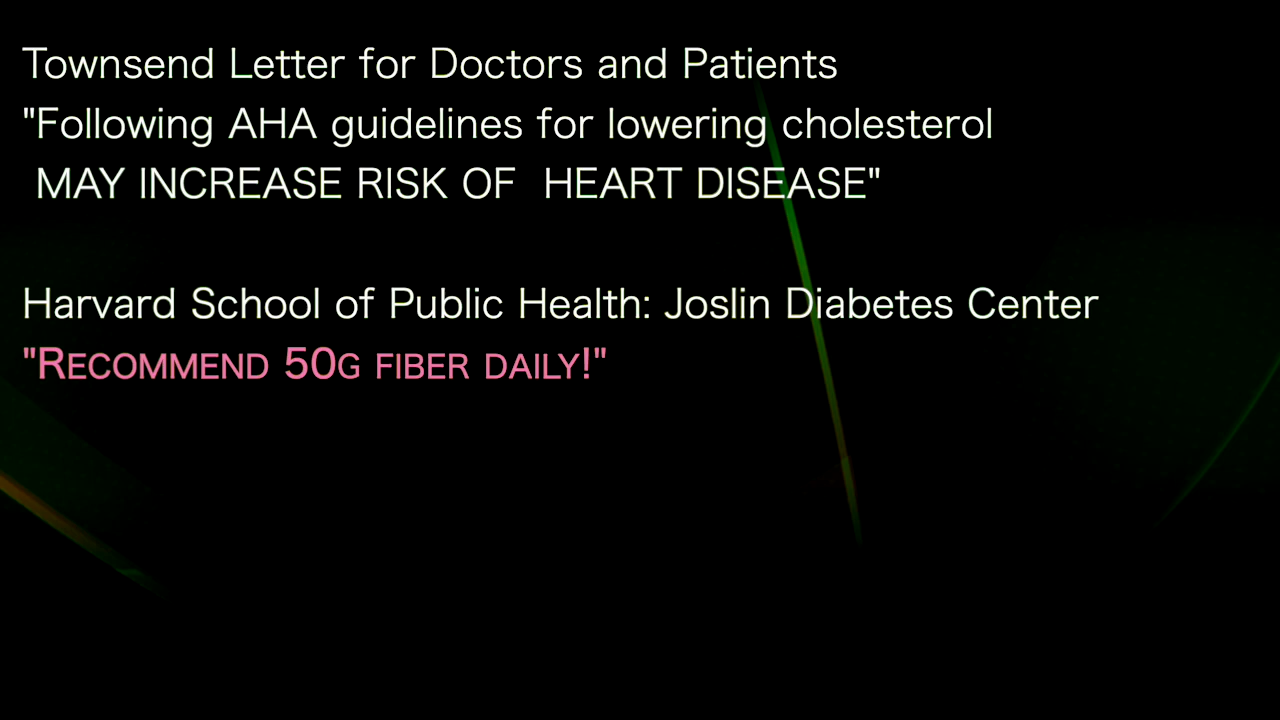 Townsend Letter for Doctors and Patients
"Following AHA guidelines for lowering cholesterol
MAY INCREASE RISK OF  HEART DISEASE"
Harvard School of Public Health: Joslin Diabetes Center
"RECOMMEND 50G FIBER DAILY!"